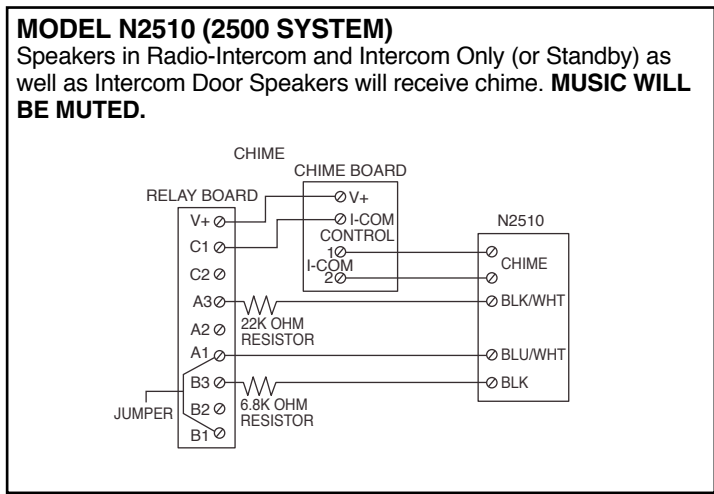 MODEL N2510 (2500 SYSTEM)
Speakers in Radio-Intercom and Intercom Only (or Standby) as
well as Intercom Door Speakers will receive chime. MUSIC WILL
BE MUTED.
CHIME
CHIME BOARD
RELAY BOARD
V+
V+
I-COM
N2510
C1
CONTROL
1
CHIME
I-COM
C2
2
A3
BLK/WHT
22K OHM
A2
RESISTOR
A1
BLU/WHT
B3
BLK
6.8K OHM
JUMPER
B2
RESISTOR
B1